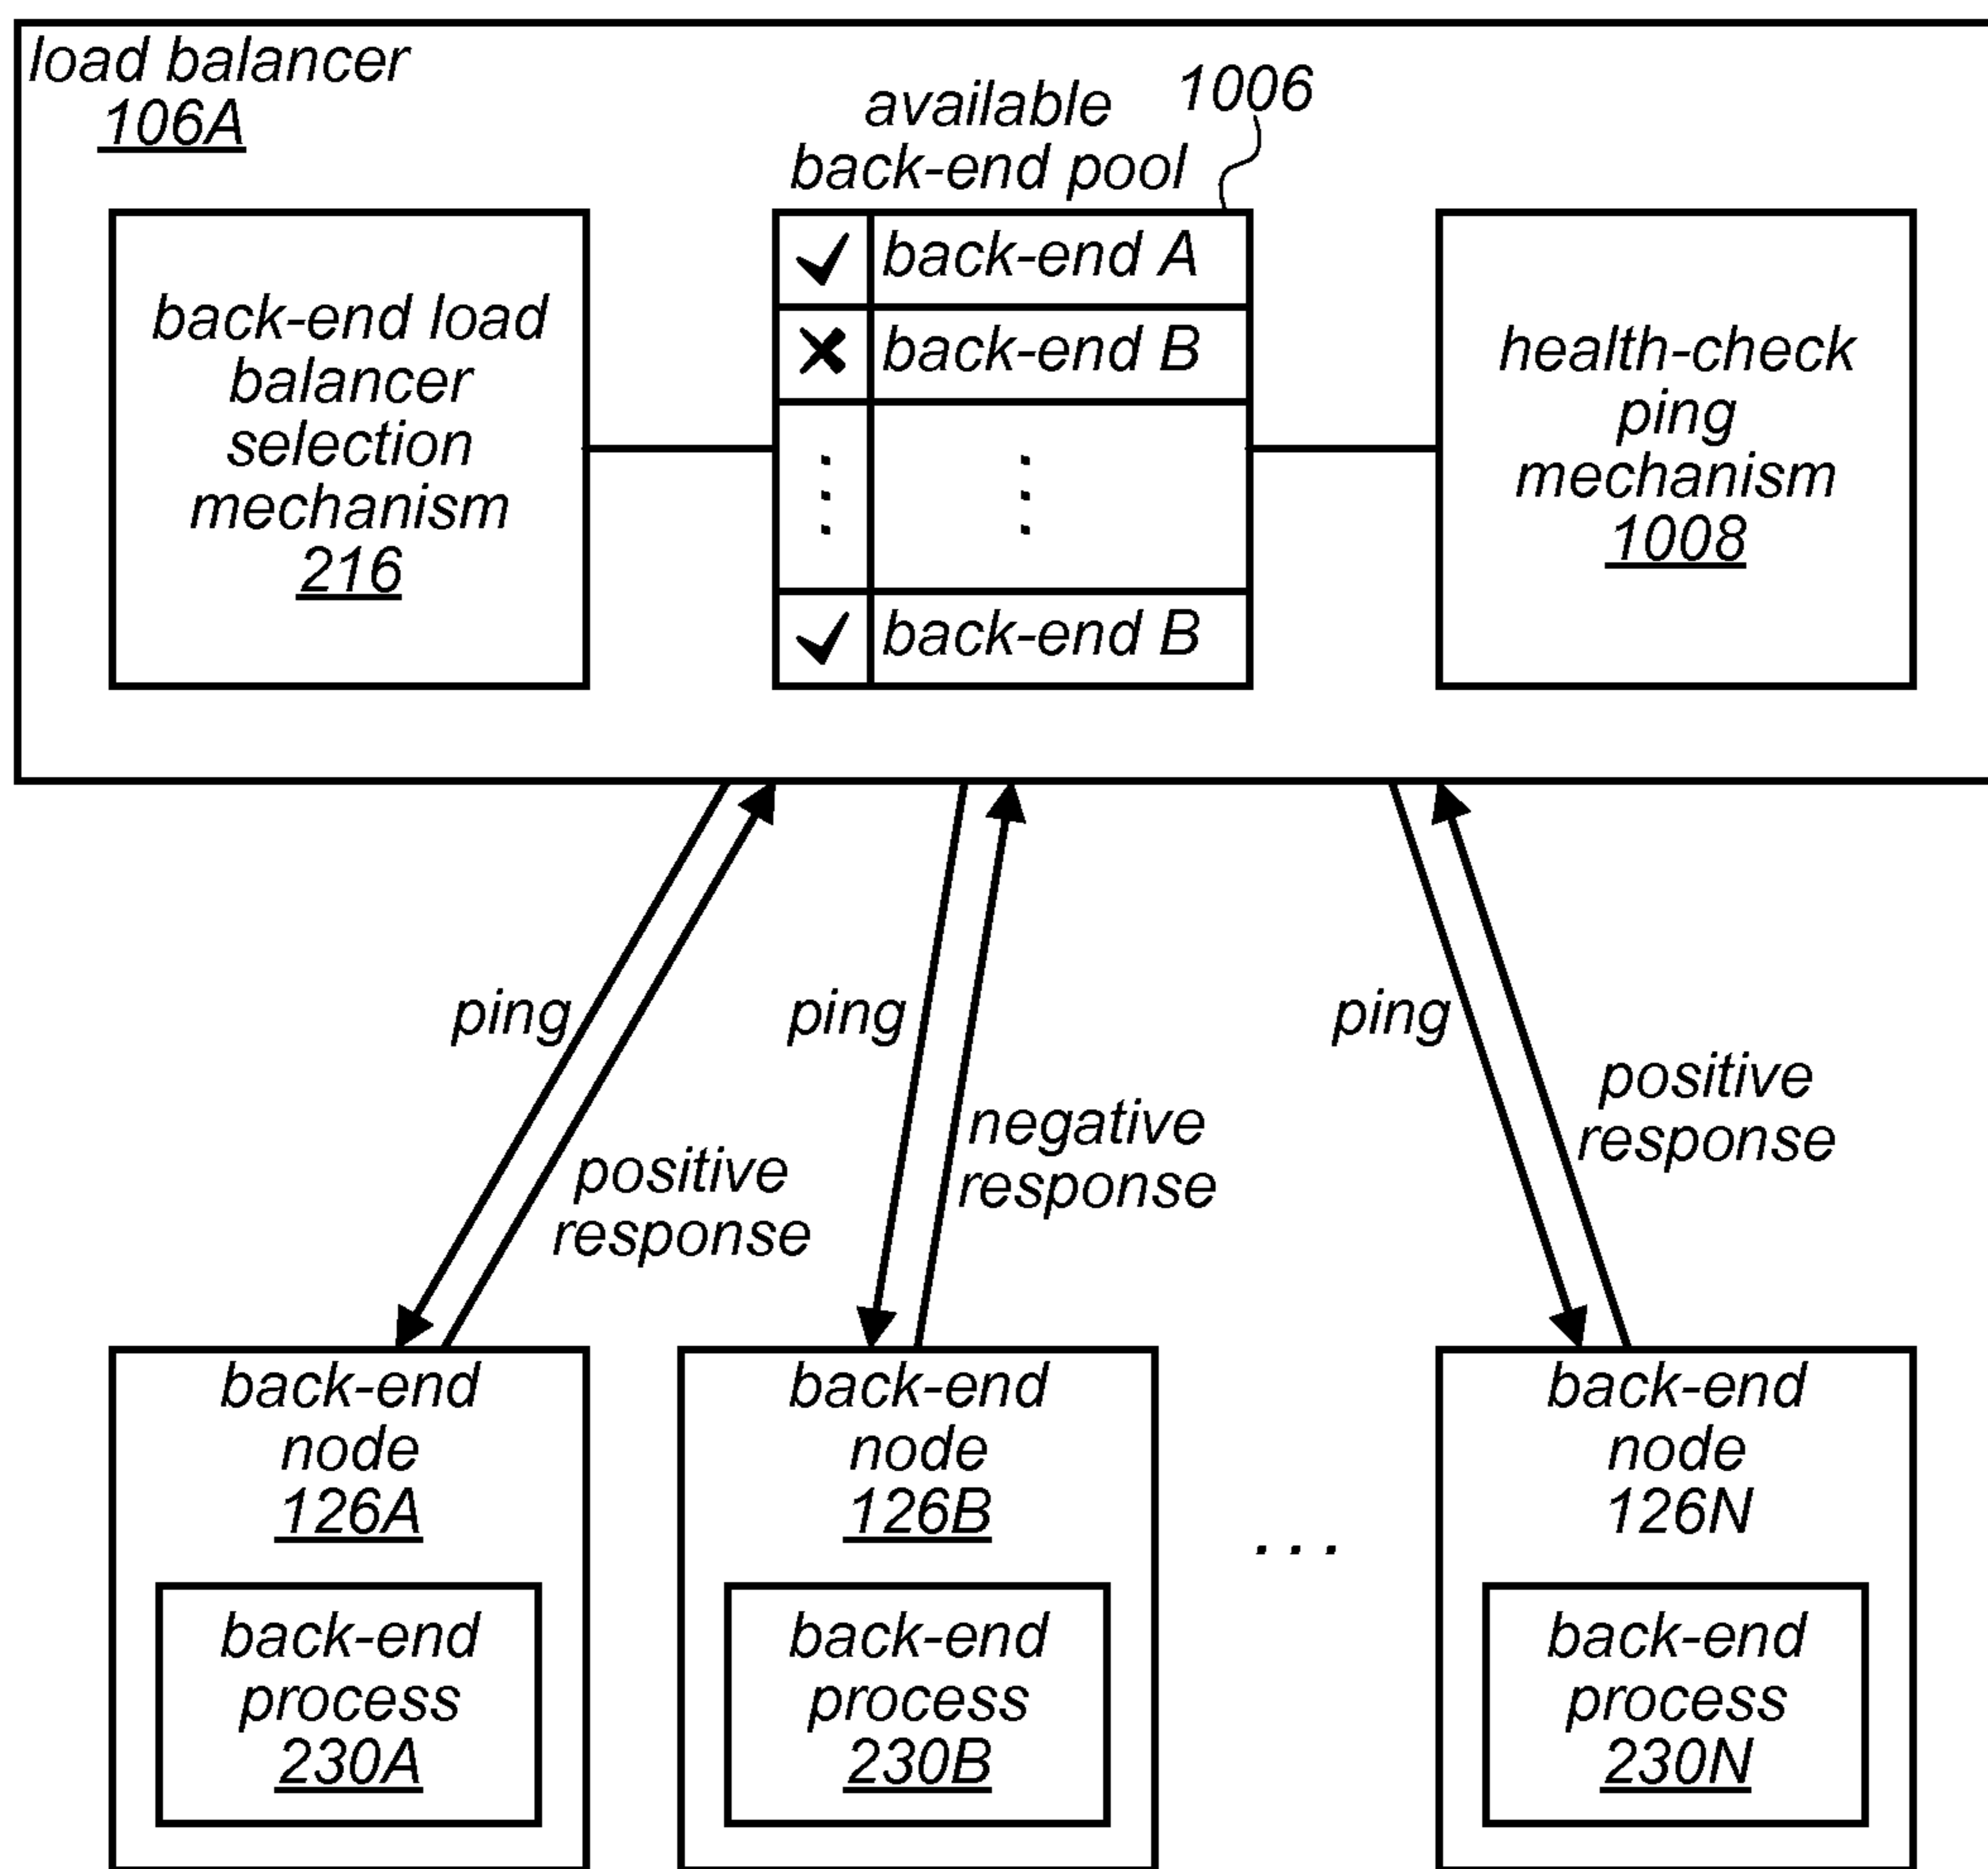 load balancer
106A
available
back-end pool
1006
back-end load
balancer
selection
mechanism
216
back-end A
back-end B
back-end B
health-check
ping
mechanism
1008
ping
positive
response
ping
negative
response
ping
positive
response
back-end
node
126A
back-end
process
230A
back-end
node
126B
back-end
process
230B
...
back-end
node
126N
back-end
process
230N